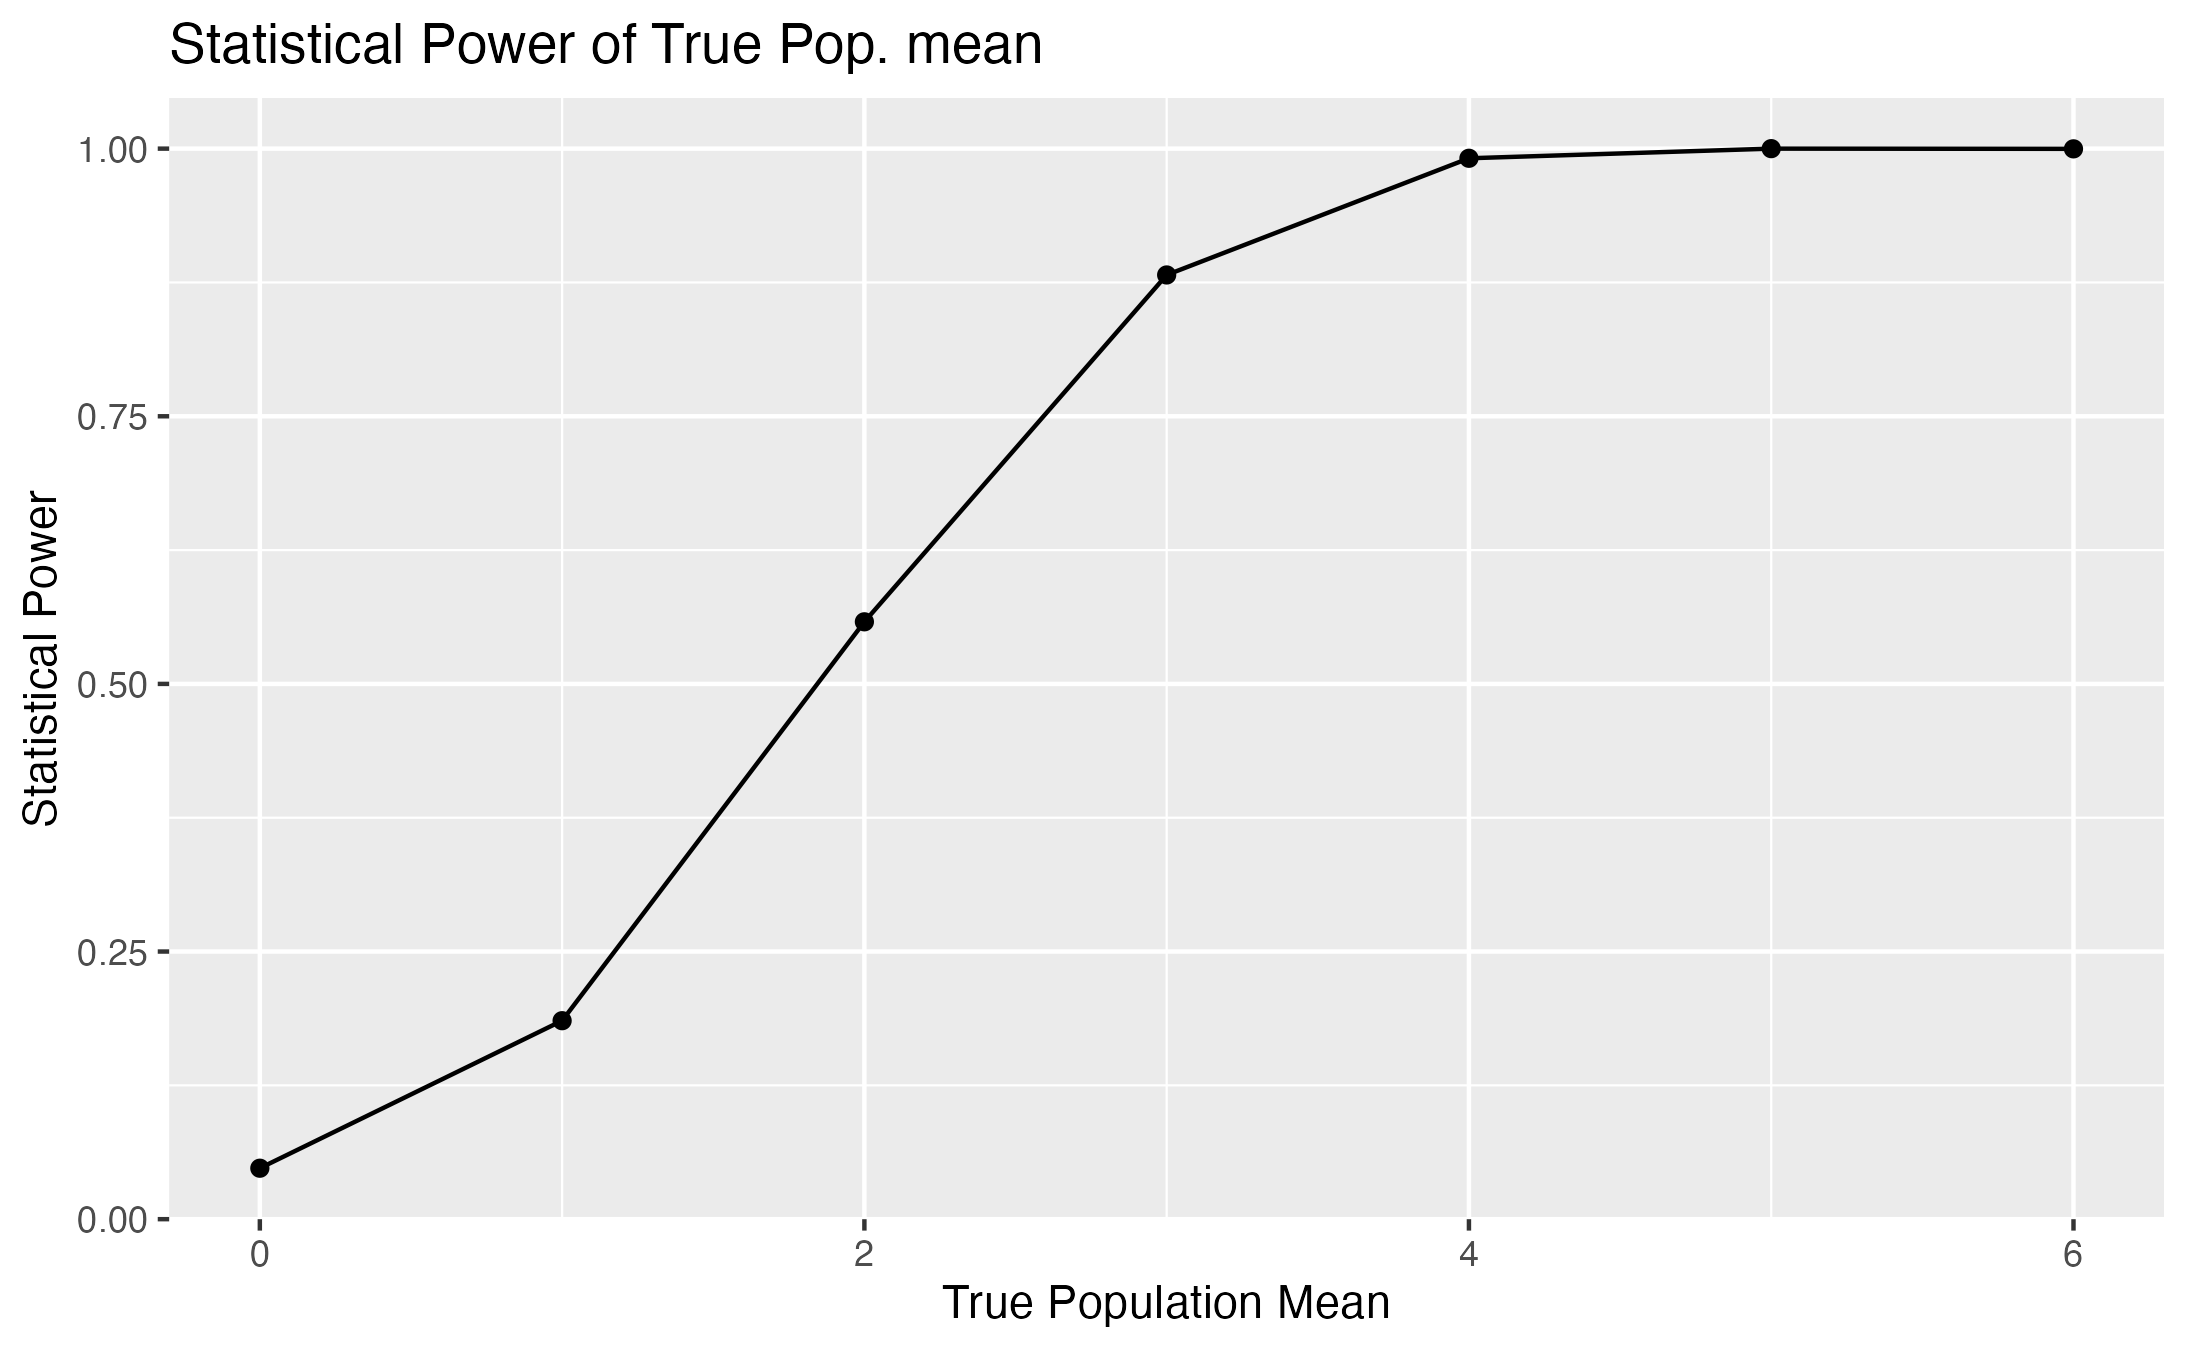 Statistical Power of True Pop. mean
1.00
0.75
0.50
0.25
0.00
Statistical Power
0 2 4 6
True Population Mean